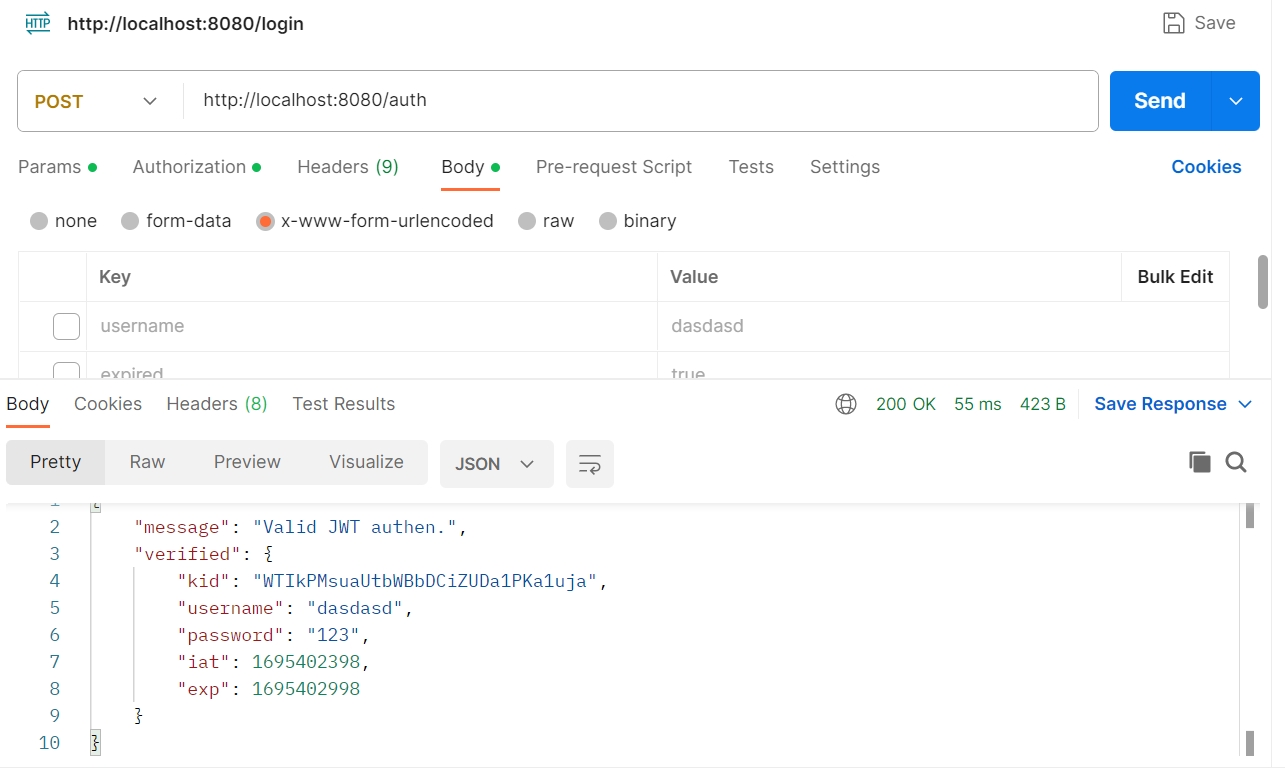 HTTP http://localhost:8080/login Save
POST http://localhost:8080/auth Send
Params Authorization Headers (9) Body Pre-request Script Tests Settings Cookies
none form-data x-www-form-urlencoded raw binary
Key Value Bulk Edit
username dasdasd
expired true
Body Cookies Headers (8) Test Results 200 OK 55 ms 423 B Save Response
Pretty Raw Preview Visualize JSON
1 {
2 "message": "Valid JWT authen.",
3 "verified": {
4 "kid": "WTIkPMsuaUtbWBbDCiZUDa1PKa1uja",
5 "username": "dasdasd",
6 "password": "123",
7 "iat": 1695402398,
8 "exp": 1695402998
9 }
10 }